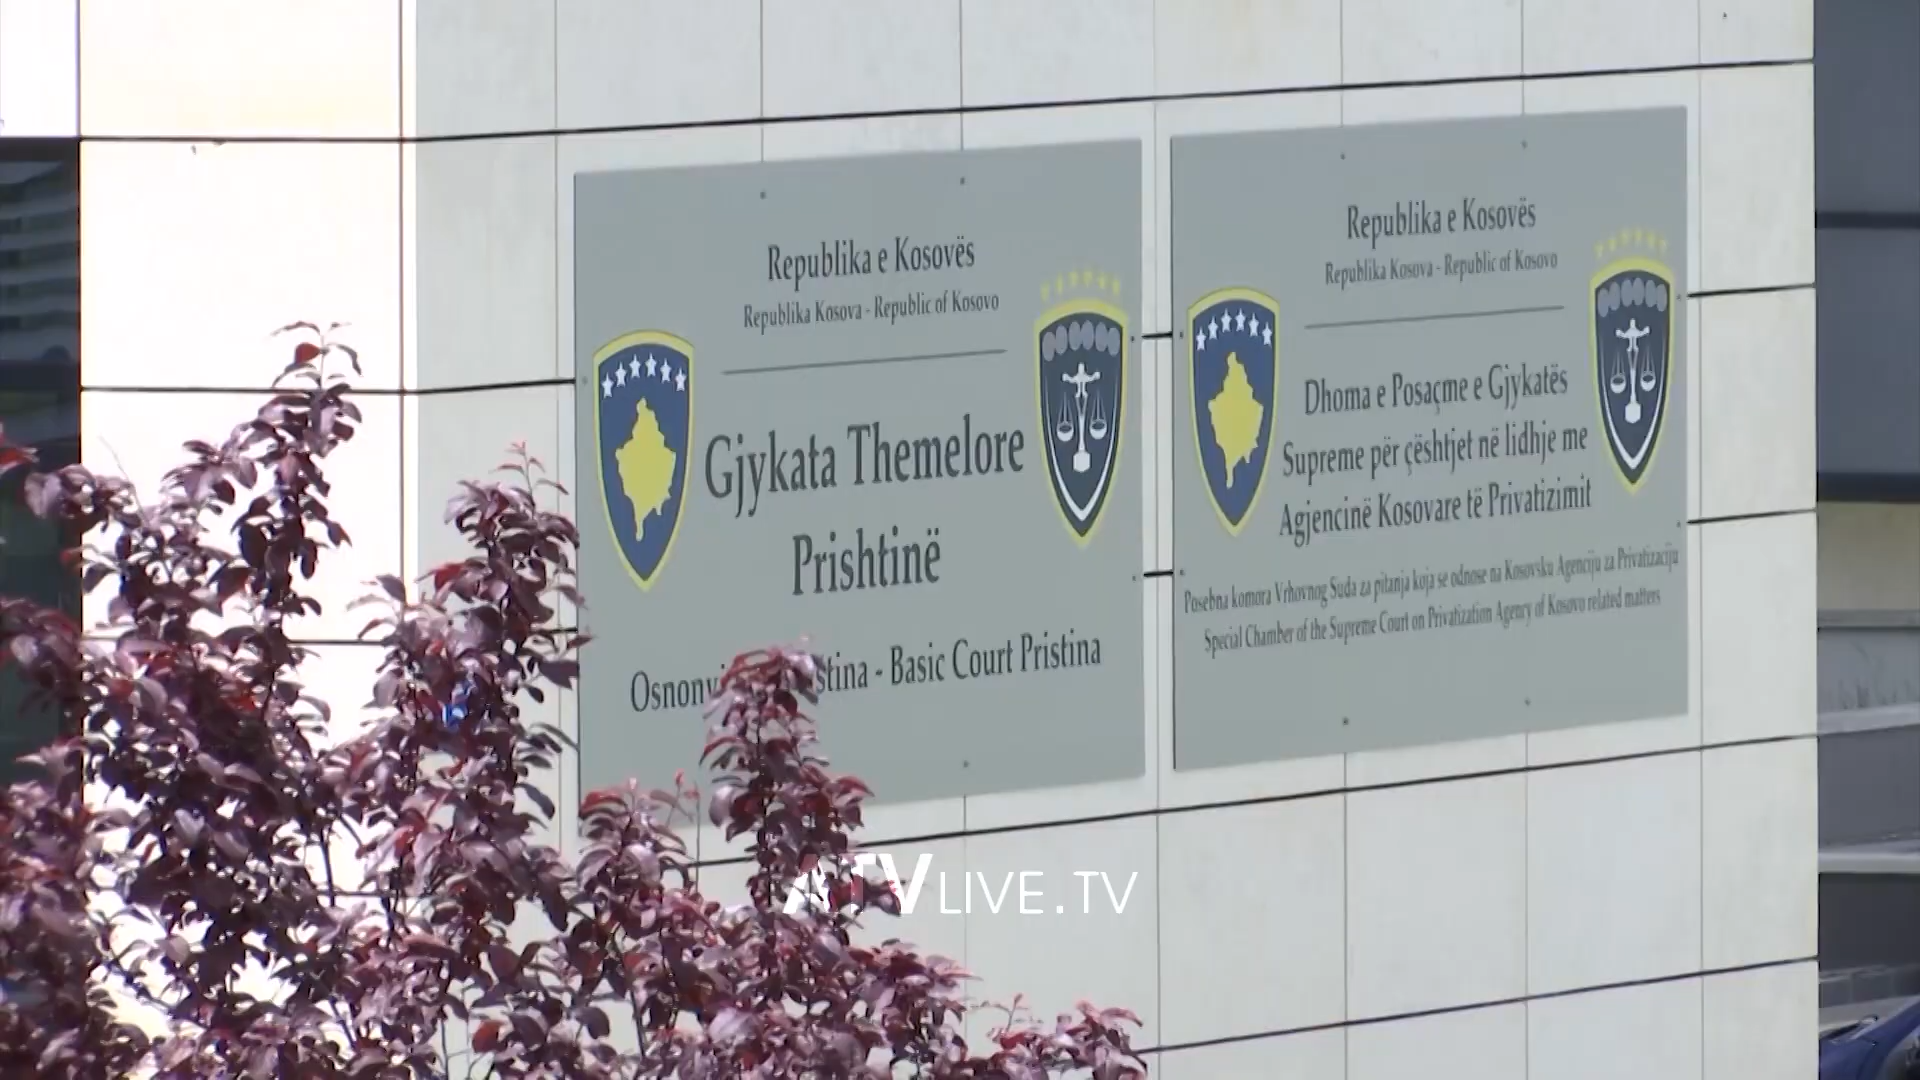 Republika e Kosovës
Republika Kosova - Republic of Kosovo
Gjykata Themelore
Prishtinë
- Basic Court Pristina
Republika e Kosovës
Republika Kosova - Republic of Kosovo
Dhoma e Posaçme e Gjykatës
Supreme për çështjet në lidhje me
Agjencinë Kosovare të Privatizimit
Posebna komora Vrhovnog Suda za pitanja koja se odnose na Kosovsku Agenciju za Privatizaciju
Special Chamber of the Supreme Court on Privatization Agency of Kosovo related matters
ATVLIVE.TV